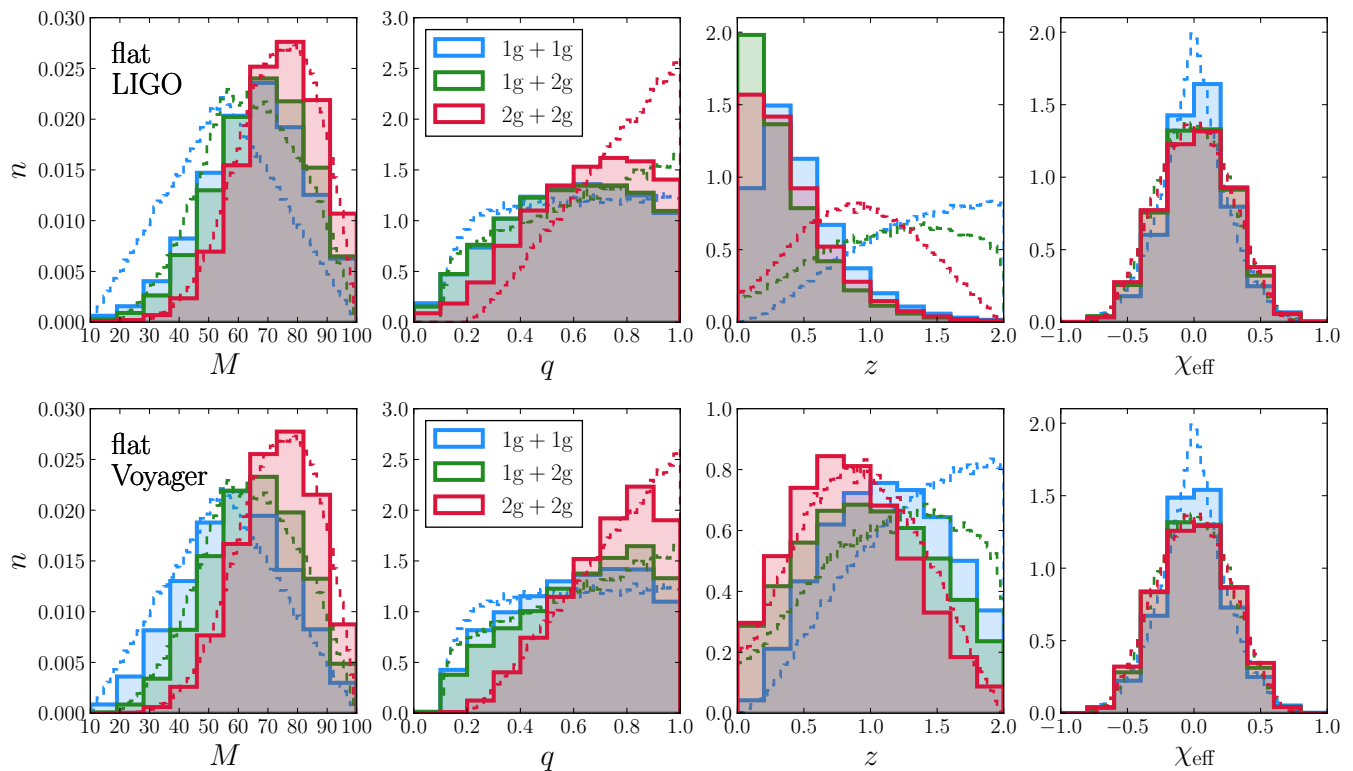 flat
LIGO
n
0.000 0.005 0.010 0.015 0.020 0.025 0.030
10 20 30 40 50 60 70 80 90 100
M
1g + 1g
1g + 2g
2g + 2g
0.0 0.5 1.0 1.5 2.0 2.5 3.0
0.0 0.2 0.4 0.6 0.8 1.0
q
0.0 0.5 1.0 1.5 2.0
0.0 0.5 1.0 1.5 2.0
z
0.0 0.5 1.0 1.5 2.0
−1.0 −0.5 0.0 0.5 1.0
χeff
flat
Voyager
n
0.000 0.005 0.010 0.015 0.020 0.025 0.030
10 20 30 40 50 60 70 80 90 100
M
1g + 1g
1g + 2g
2g + 2g
0.0 0.5 1.0 1.5 2.0 2.5 3.0
0.0 0.2 0.4 0.6 0.8 1.0
q
0.0 0.2 0.4 0.6 0.8 1.0
0.0 0.5 1.0 1.5 2.0
z
0.0 0.5 1.0 1.5 2.0
−1.0 −0.5 0.0 0.5 1.0
χeff